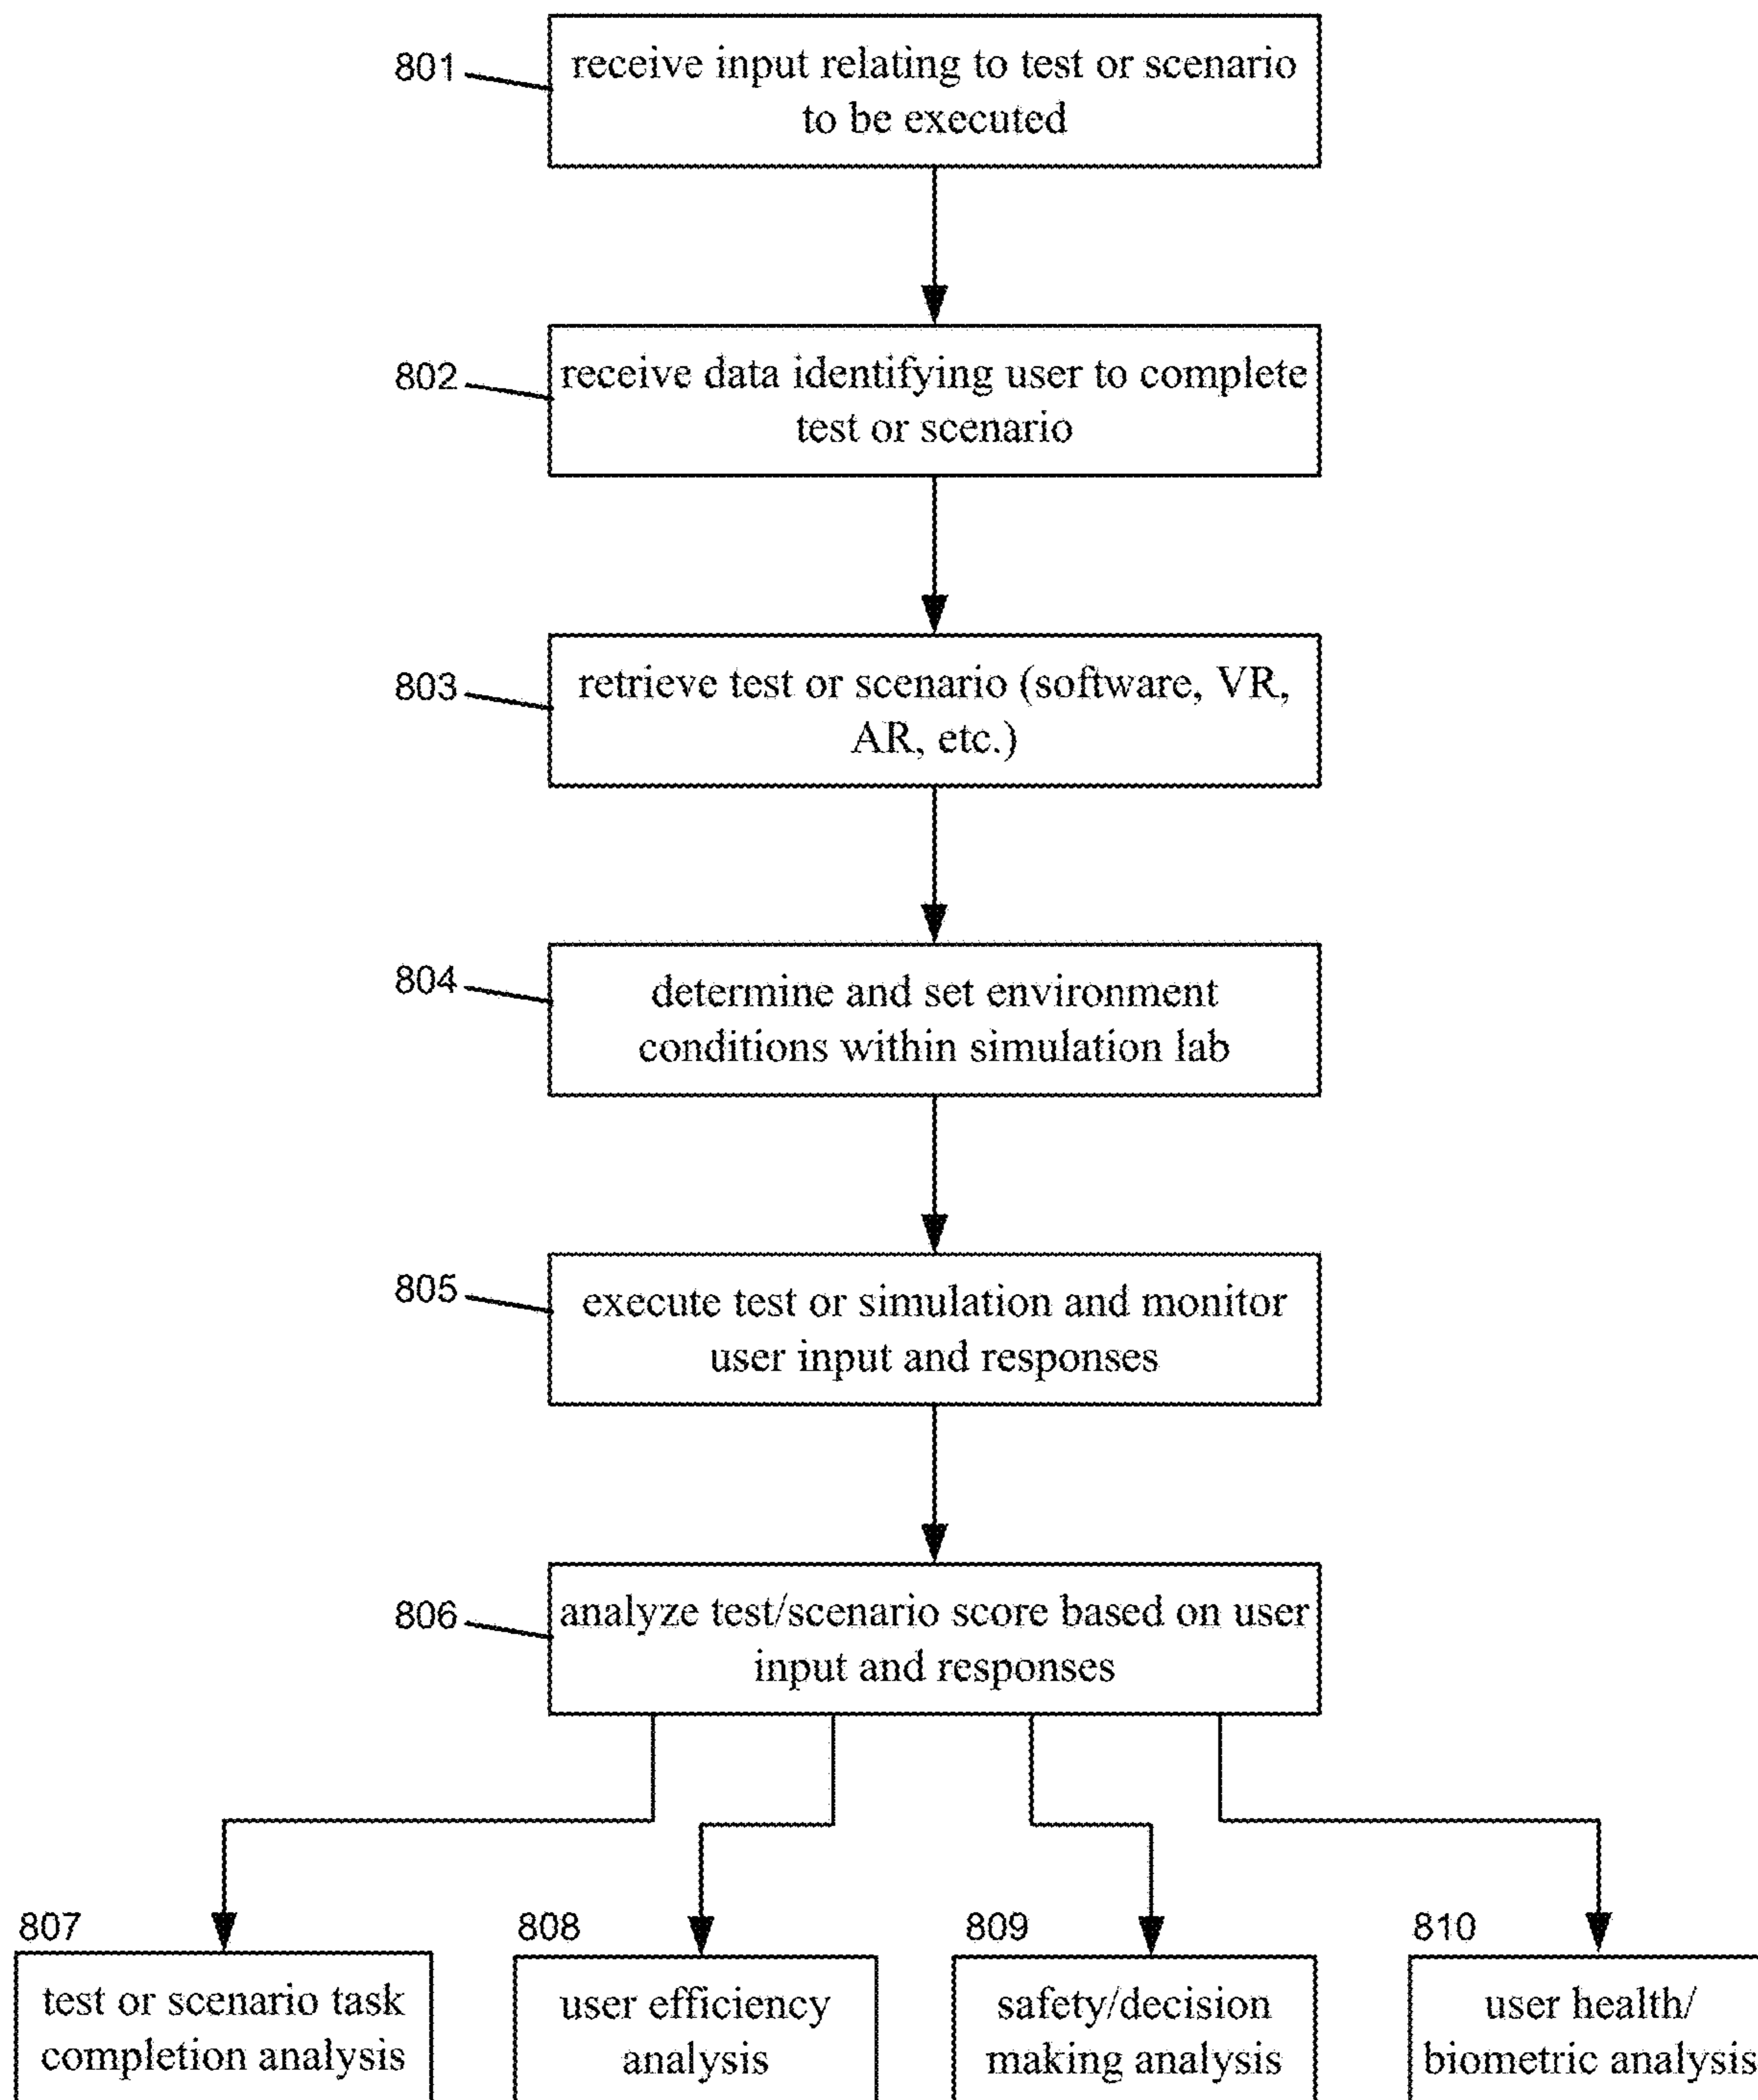 801
receive input relating to test or scenario
to be executed
802
receive data identifying user to complete
test or scenario
803
retrieve test or scenario (software, VR,
AR, etc.)
804
determine and set environment
conditions within simulation lab
805
execute test or simulation and monitor
user input and responses
806
analyze test/scenario score based on user
input and responses
807
test or scenario task
completion analysis
808
user efficiency
analysis
809
safety/decision
making analysis
810
user health/
biometric analysis